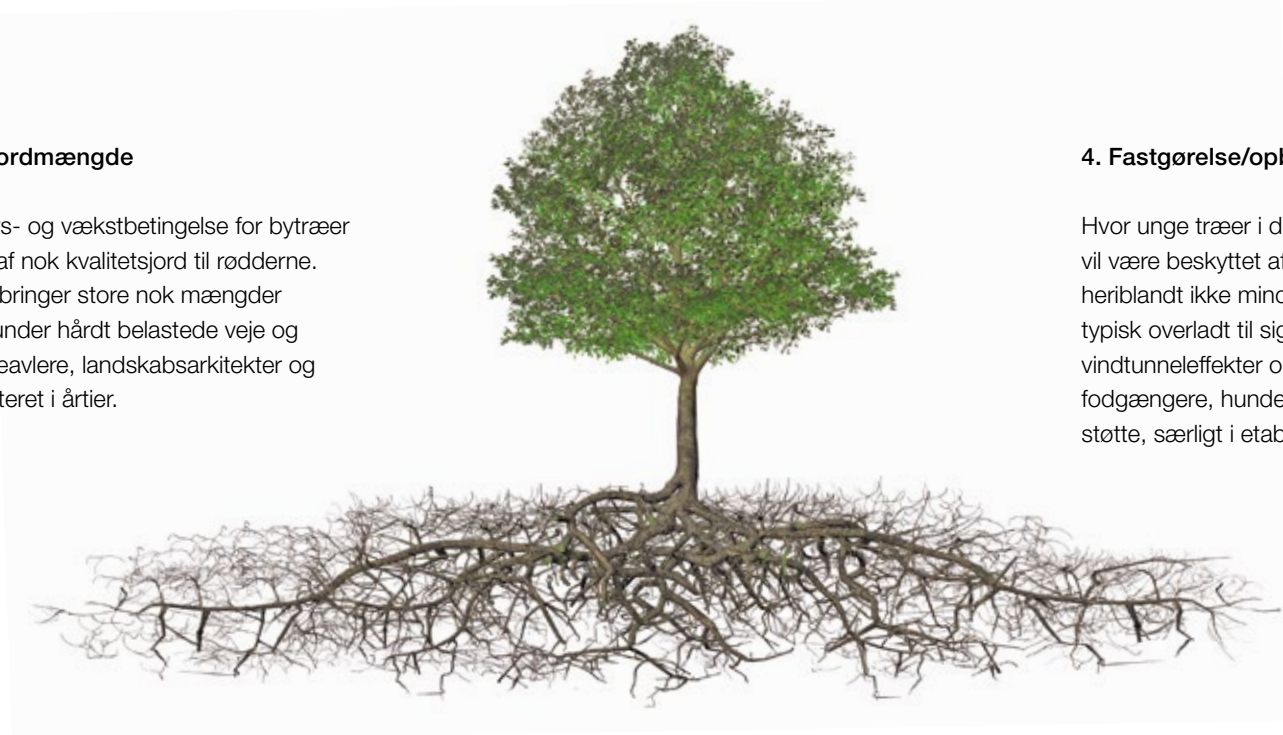 ordmængde
s- og vækstbetingelse for bytræer
af nok kvalitetsjord til rødderne.
bringer store nok mængder
under hårdt belastede veje og
eavlere, landskabsarkitekter og
teret i årtier.
4. Fastgørelse/opb
Hvor unge træer i d
vil være beskyttet af
heriblandt ikke mind
typisk overladt til sig
vindtunneleffekter o
fodgængere, hunde
støtte, særligt i etab